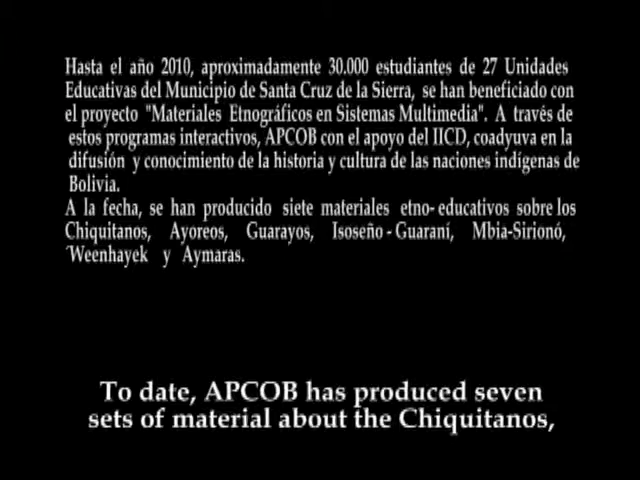 Hasta el año 2010, aproximadamente 30.000 estudiantes de 27 Unidades
Educativas del Municipio de Santa Cruz de la Sierra, se han beneficiado con
el proyecto "Materiales Etnográficos en Sistemas Multimedia". A través de
estos programas interactivos, APCOB con el apoyo del IICD, coadyuva en la
difusión y conocimiento de la historia y cultura de las naciones indígenas de
Bolivia.
A la fecha, se han producido siete materiales etno-educativos sobre los
Chiquitanos, Ayoreos, Guarayos, Isoseño - Guaraní, Mbia-Sirionó,
´Weenhayek y Aymaras.
To date, APCOB has produced seven
sets of material about the Chiquitanos,